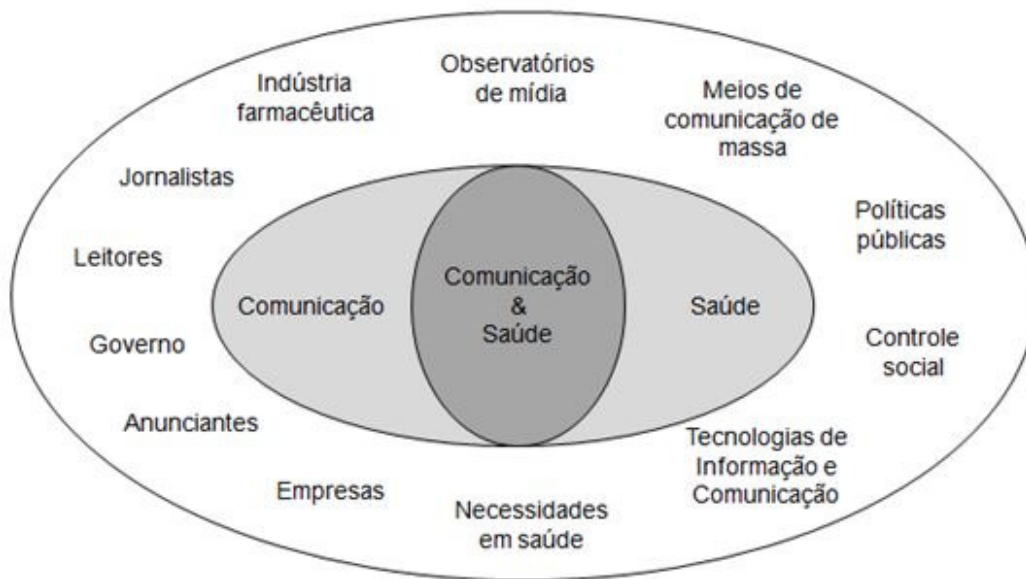 Observatórios
de mídia
Indústria
farmacêutica
Meios de
comunicação de
massa
Jornalistas
Políticas
públicas
Leitores
Comunicação
Comunicação
&
Saúde
Saúde
Governo
Controle
social
Anunciantes
Tecnologias de
Informação e
Comunicação
Empresas
Necessidades
em saúde